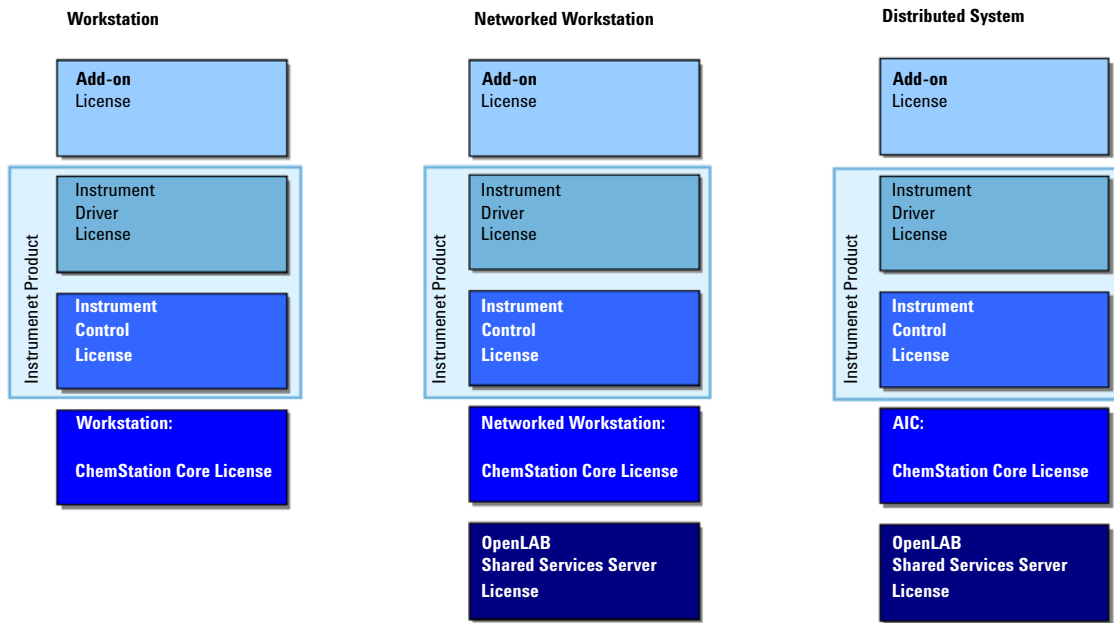 Workstation
Add-on
License
Instrumenet Product
Instrument
Driver
License
Instrument
Control
License
Workstation:
ChemStation Core License
Networked Workstation
Add-on
License
Instrumenet Product
Instrument
Driver
License
Instrument
Control
License
Networked Workstation:
ChemStation Core License
OpenLAB
Shared Services Server
License
Distributed System
Add-on
License
Instrumenet Product
Instrument
Driver
License
Instrument
Control
License
AIC:
ChemStation Core License
OpenLAB
Shared Services Server
License